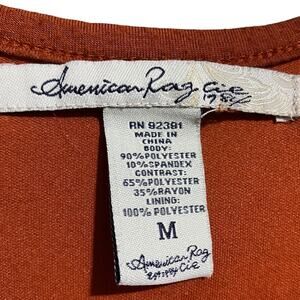 American Rag Cie
1984
RN 92391
MADE IN
CHINA
BODY:
90% POLYESTER
10% SPANDEX
CONTRAST:
65% POLYESTER
35% RAYON
LINING:
100% POLYESTER
M
American Rag
Cie